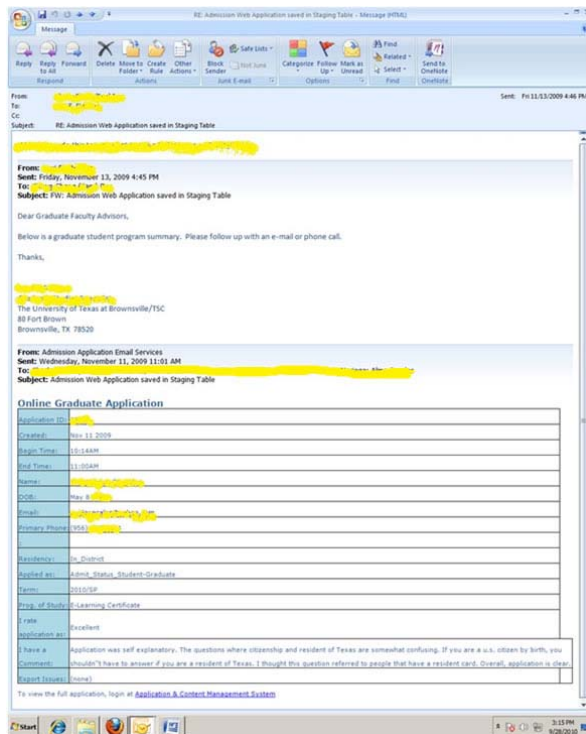 RE: Admission Web Application saved in Staging Table - Message (HTML)
Message
Reply
Reply to All
Forward
Delete
Move to Folder
Create Rule
Other Actions
Block Sender
Safe Lists
Not Junk
Categorize
Follow Up
Mark as Unread
Find
Related
Select
Send to OneNote
Respond
Actions
Junk E-mail
Options
Find
OneNote
From:
Sent: Fri 11/13/2009 4:46 PM
To:
Cc:
Subject: RE: Admission Web Application saved in Staging Table
From:
Sent: Friday, November 13, 2009 4:45 PM
To:
Subject: FW: Admission Web Application saved in Staging Table
Dear Graduate Faculty Advisors,
Below is a graduate student program summary. Please follow up with an e-mail or phone call.
Thanks,
The University of Texas at Brownsville/TSC
80 Fort Brown
Brownsville, TX 78520
From: Admission Application Email Services
Sent: Wednesday, November 11, 2009 11:01 AM
To:
Subject: Admission Web Application saved in Staging Table
Online Graduate Application
Application ID:
Created: Nov 11 2009
Begin Time: 10:14AM
End Time: 11:00AM
Name:
DOB: May 8
Email:
Primary Phone: (956)
:
Residency: In_District
Applied as: Admit_Status_Student-Graduate
Term: 2010/SP
Prog. of Study: E-Learning Certificate
I rate
application as: Excellent
I have a
Comment:
Application was self explanatory. The questions where citizenship and resident of Texas are somewhat confusing. If you are a u.s. citizen by birth, you
shouldn't have to answer if you are a resident of Texas. I thought this question referred to people that have a resident card. Overall, application is clear.
Export Issues: (none)
To view the full application, login at Application & Content Management System
Start
3:15 PM
9/28/2010